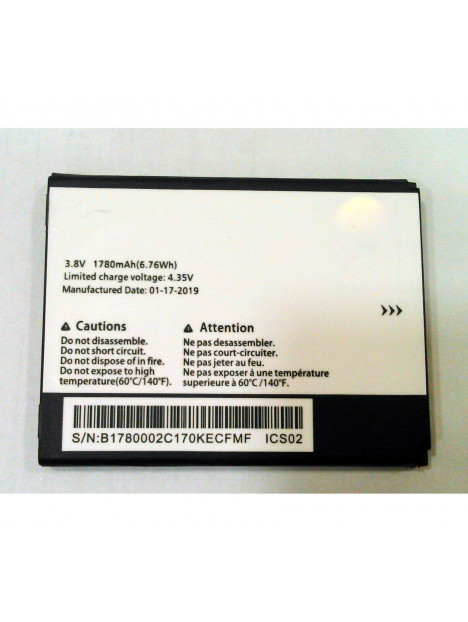 3.8V 1780mAh(6.76Wh)
Limited charge voltage: 4.35V
Manufactured Date: 01-17-2019
Cautions
Do not disassemble.
Do not short circuit.
Do not dispose of in fire.
Do not expose to high
temperature(60°C/140°F).
Attention
Ne pas desassembler.
Ne pas court-circuiter.
Ne pas jeter au feu.
Ne pas exposer à une température
superieure à 60°C /140°F.
S/N:B1780002C170KECFMF ICS02